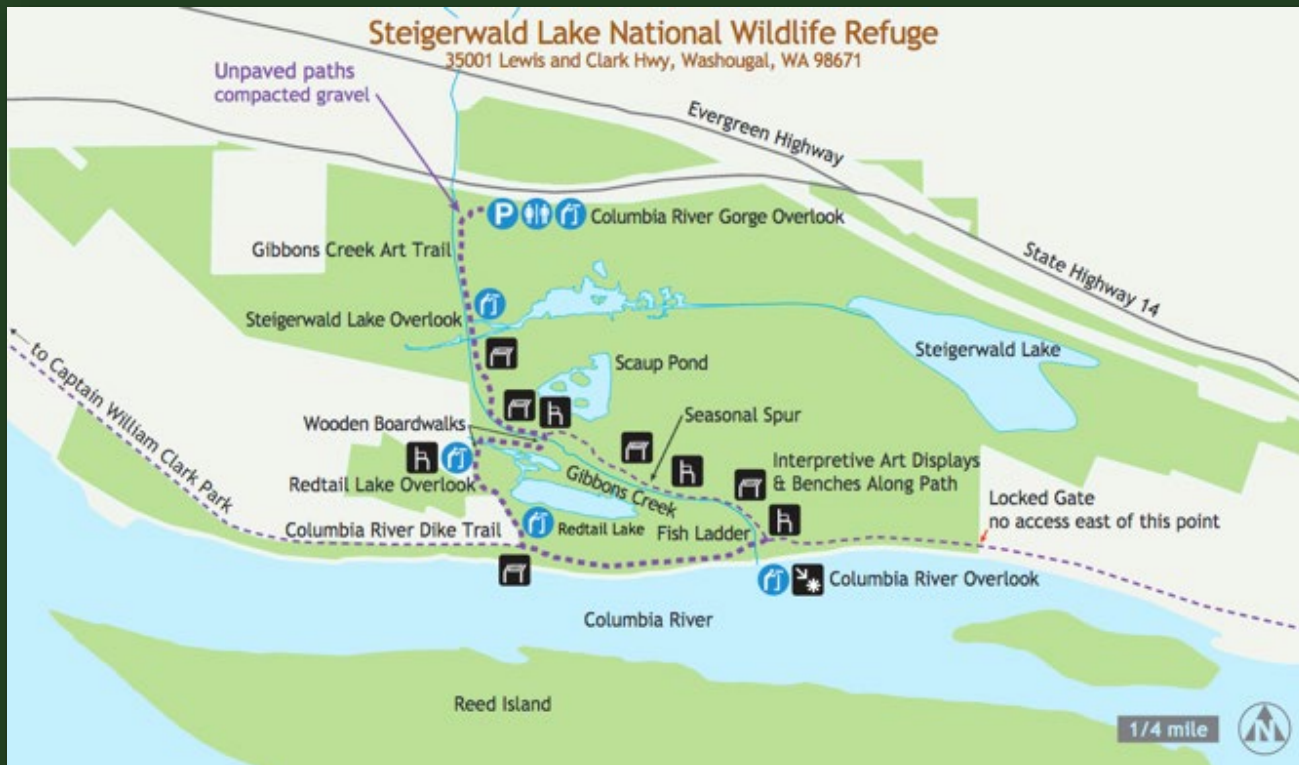 Steigerwald Lake National Wildlife Refuge
35001 Lewis and Clark Hwy, Washougal, WA 98671
Unpaved paths
compacted gravel
Evergreen Highway
P
Columbia River Gorge Overlook
Gibbons Creek Art Trail
State Highway 14
Steigerwald Lake Overlook
Steigerwald Lake
to Captain William Clark Park
Scaup Pond
Wooden Boardwalks
Seasonal Spur
Redtail Lake Overlook
Gibbons Creek
Interpretive Art Displays
& Benches Along Path
Locked Gate
no access east of this point
Columbia River Dike Trail
Redtail Lake
Fish Ladder
Columbia River Overlook
Columbia River
Reed Island
1/4 mile
N